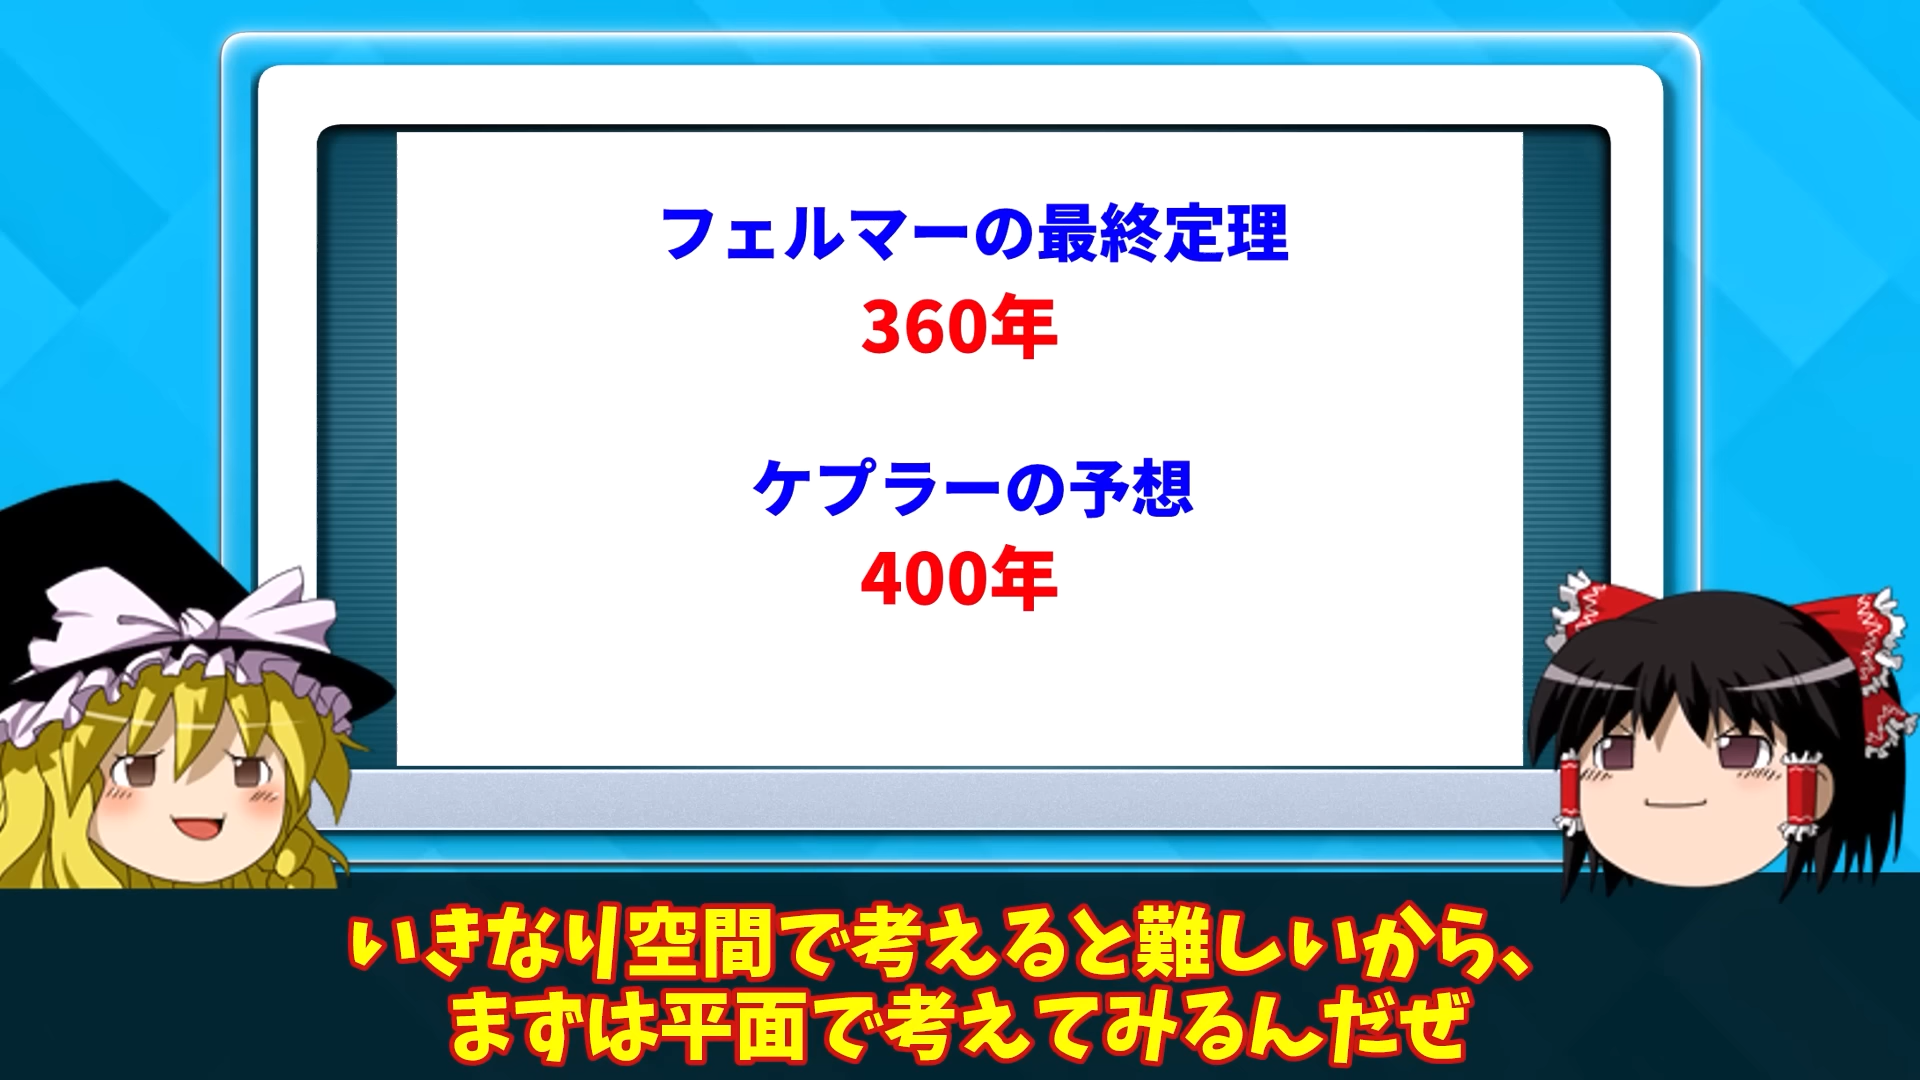 フェルマーの最終定理
360年
ケプラーの予想
400年
いきなり空間で考えると難しいから、
まずは平面で考えてみるんだぜ